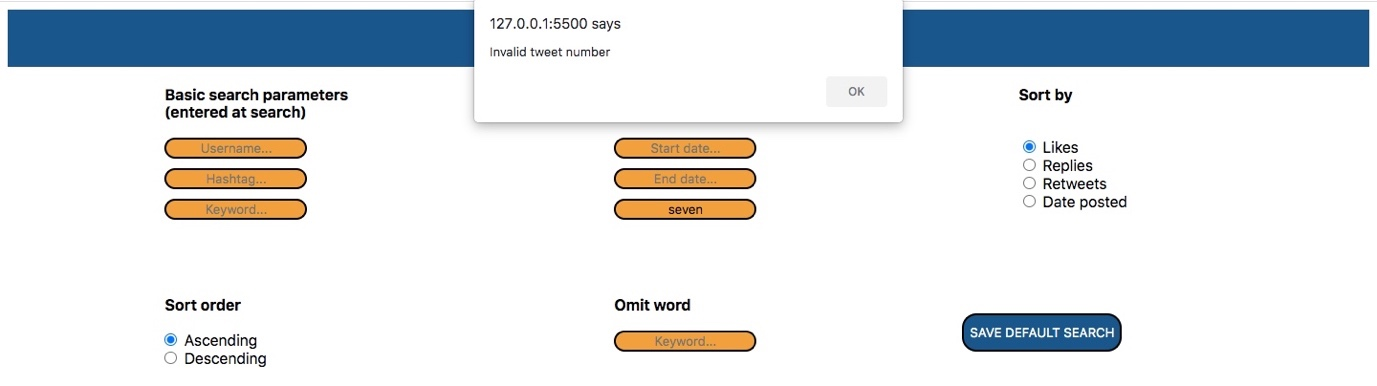 127.0.0.1:5500 says
Invalid tweet number
OK
Basic search parameters
(entered at search)
Username...
Hashtag...
Keyword...
Start date...
End date...
seven
Sort by
Likes
Replies
Retweets
Date posted
Sort order
Ascending
Descending
Omit word
Keyword...
SAVE DEFAULT SEARCH